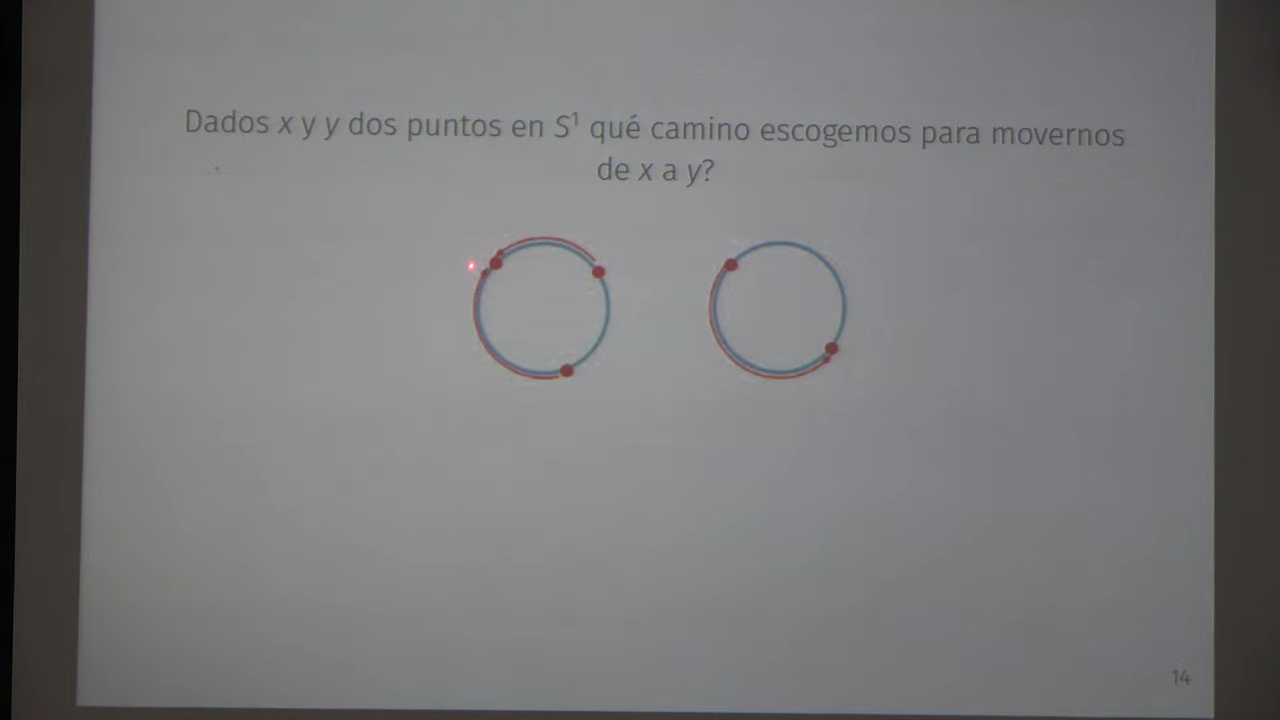 Dados x y y dos puntos en S¹ qué camino escogemos para movernos
de x a y?
14